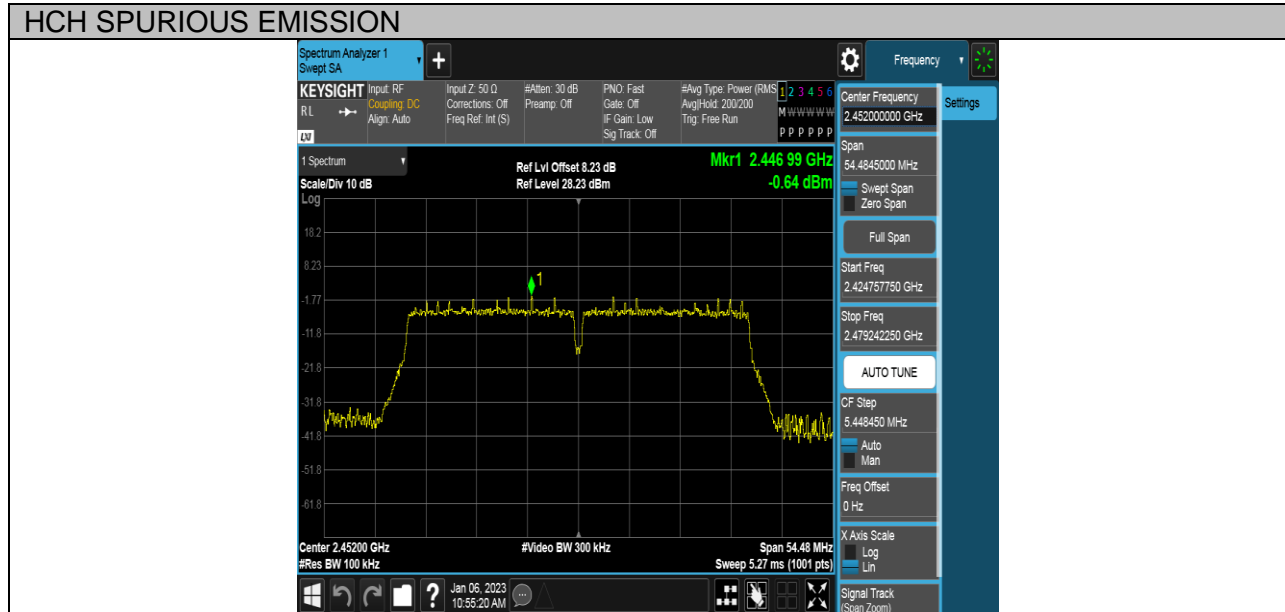 HCH SPURIOUS EMISSION
Spectrum Analyzer 1
Swept SA
Frequency
KEYSIGHT
RL
LXI
Input: RF
Coupling: DC
Align: Auto
Input Z: 50 Ω
Corrections: Off
Freq Ref: Int (S)
#Atten: 30 dB
Preamp: Off
PNO: Fast
Gate: Off
IF Gain: Low
Sig Track: Off
#Avg Type: Power (RMS
Avg|Hold: 200/200
Trig: Free Run
1 2 3 4 5 6
M W W W W W
P P P P P P
Center Frequency
2.452000000 GHz
Settings
1 Spectrum
Scale/Div 10 dB
Ref Lvl Offset 8.23 dB
Ref Level 28.23 dBm
Mkr1 2.446 99 GHz
-0.64 dBm
Span
54.4845000 MHz
Swept Span
Zero Span
Full Span
Start Freq
2.424757750 GHz
Stop Freq
2.479242250 GHz
AUTO TUNE
CF Step
5.448450 MHz
Auto
Man
Freq Offset
0 Hz
X Axis Scale
Log
Lin
Signal Track
(Span Zoom)
Log
18.2
8.23
1
-1.77
-11.8
-21.8
-31.8
-41.8
-51.8
-61.8
Center 2.45200 GHz
#Video BW 300 kHz
Span 54.48 MHz
#Res BW 100 kHz
Sweep 5.27 ms (1001 pts)
?
Jan 06, 2023
10:55:20 AM